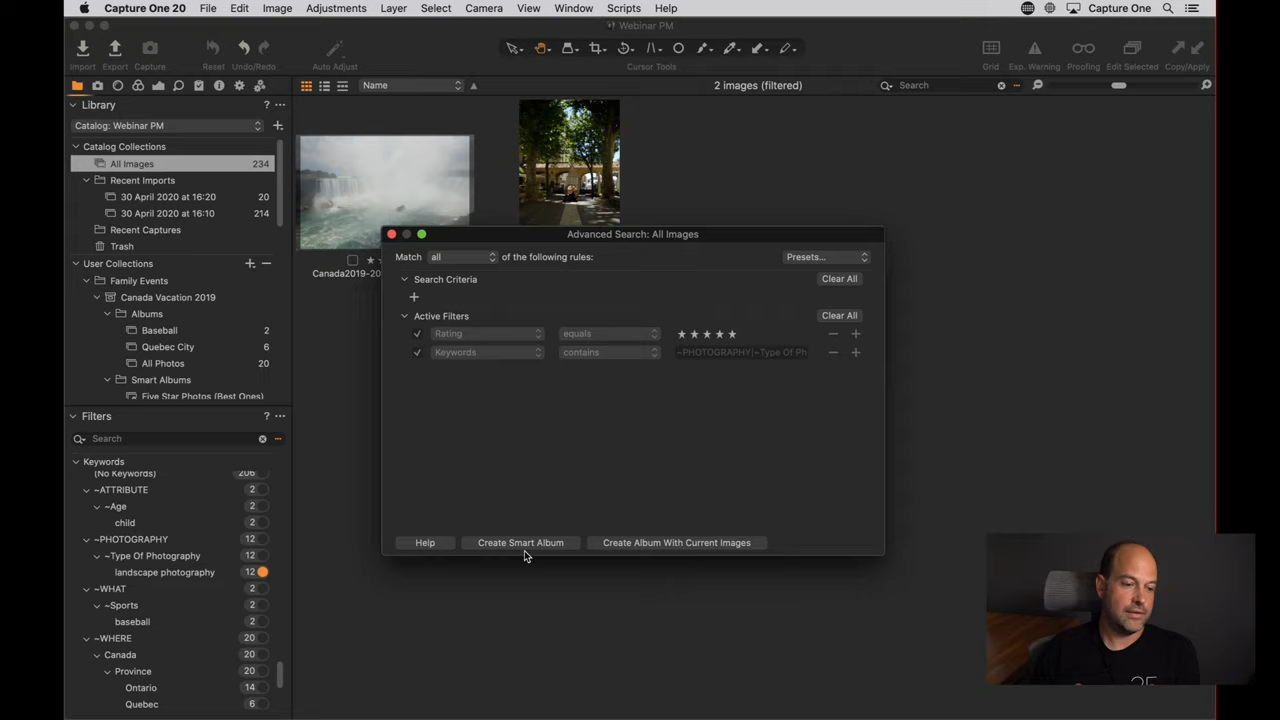 Capture One 20 File Edit Image Adjustments Layer Select Camera View Window Scripts Help Capture One
Webinar PM
Import Export Capture Reset Undo/Redo Auto Adjust Cursor Tools Grid Exp. Warning Proofing Edit Selected Copy/Apply
Library ?
Name 2 images (filtered) Search
Catalog: Webinar PM
Catalog Collections
All Images 234
Recent Imports
30 April 2020 at 16:20 20
30 April 2020 at 16:10 214
Recent Captures
Trash
User Collections
Family Events
Canada Vacation 2019
Albums
Baseball 2
Quebec City 6
All Photos 20
Smart Albums
Five Star Photos (Best Ones)
Filters ?
Search
Keywords
(No Keywords) 206
~ATTRIBUTE 2
~Age 2
child 2
~PHOTOGRAPHY 12
~Type Of Photography 12
landscape photography 12
~WHAT 2
~Sports 2
baseball 2
~WHERE 20
Canada 20
Province 20
Ontario 14
Quebec 6
Canada2019-20
Advanced Search: All Images
Match all of the following rules: Presets...
Search Criteria Clear All
Active Filters Clear All
Rating equals ★ ★ ★ ★ ★
Keywords contains ~PHOTOGRAPHY|~Type Of Ph
Help Create Smart Album Create Album With Current Images
25